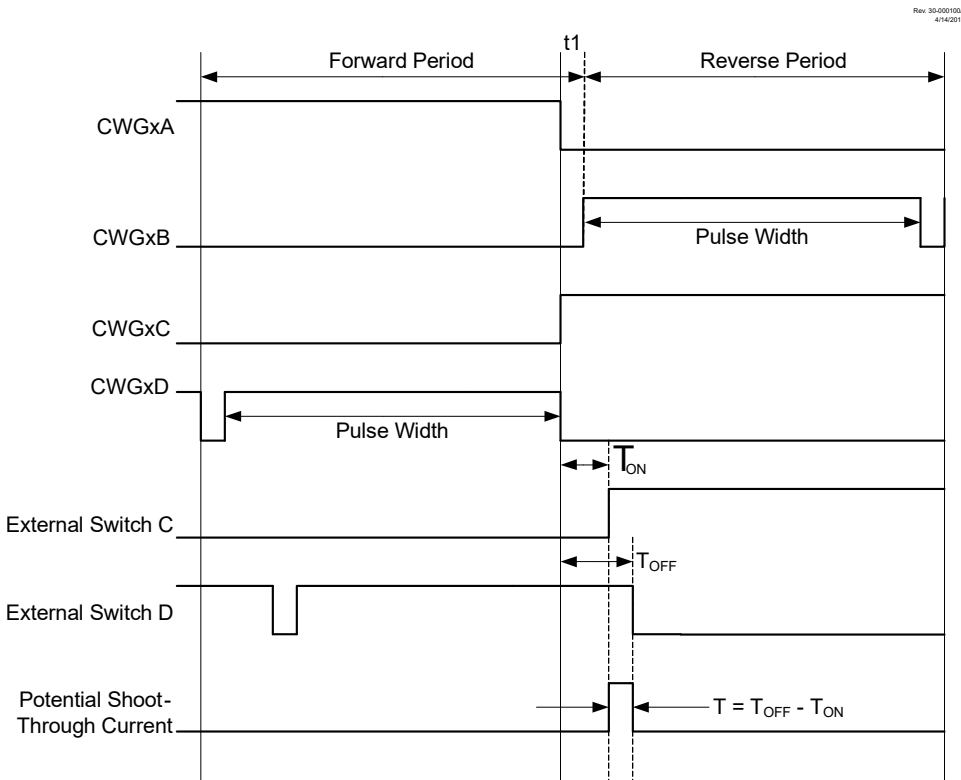 Rev. 30-000100
4/14/201
t1
Forward Period
Reverse Period
CWGxA
CWGxB
Pulse Width
CWGxC
CWGxD
Pulse Width
TON
External Switch C
TOFF
External Switch D
Potential Shoot-
Through Current
T = TOFF - TON